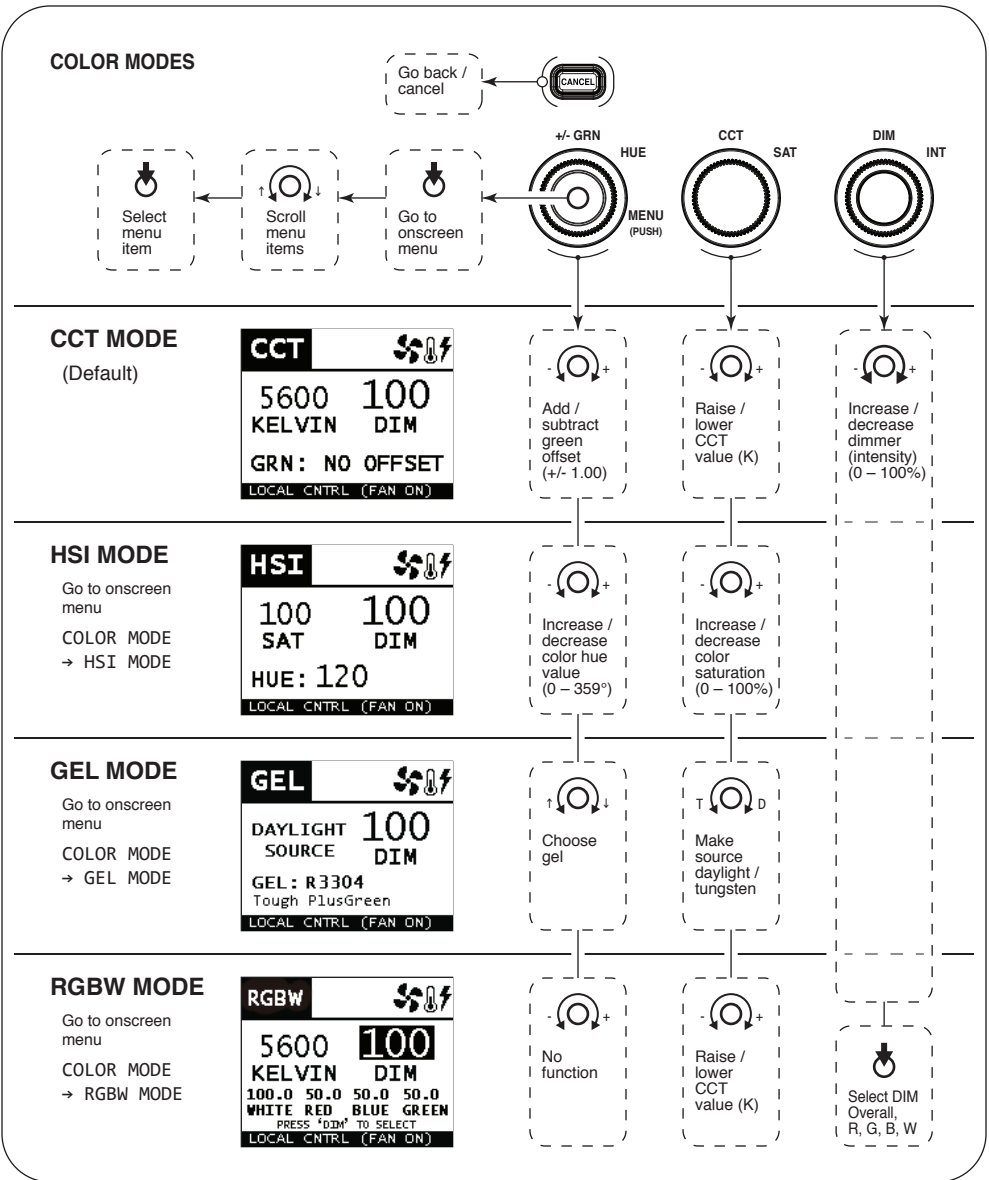 COLOR MODES
Go back /
cancel
CANCEL
+/- GRN
HUE
MENU
(PUSH)
CCT
SAT
DIM
INT
Select
menu
item
↑ ↓
Scroll
menu
items
Go to
onscreen
menu
CCT MODE
(Default)
CCT
5600 100
KELVIN DIM
GRN: NO OFFSET
LOCAL CNTRL (FAN ON)
- +
Add /
subtract
green
offset
(+/- 1.00)
- +
Raise /
lower
CCT
value (K)
- +
Increase /
decrease
dimmer
(intensity)
(0 – 100%)
HSI MODE
Go to onscreen
menu
COLOR MODE
→ HSI MODE
HSI
100 100
SAT DIM
HUE: 120
LOCAL CNTRL (FAN ON)
- +
Increase /
decrease
color hue
value
(0 – 359°)
- +
Increase /
decrease
color
saturation
(0 – 100%)
GEL MODE
Go to onscreen
menu
COLOR MODE
→ GEL MODE
GEL
DAYLIGHT 100
SOURCE DIM
GEL: R3304
Tough PlusGreen
LOCAL CNTRL (FAN ON)
↑ ↓
Choose
gel
T D
Make
source
daylight /
tungsten
RGBW MODE
Go to onscreen
menu
COLOR MODE
→ RGBW MODE
RGBW
5600 100
KELVIN DIM
100.0 50.0 50.0 50.0
WHITE RED BLUE GREEN
PRESS 'DIM' TO SELECT
LOCAL CNTRL (FAN ON)
- +
No
function
- +
Raise /
lower
CCT
value (K)
Select DIM
Overall,
R, G, B, W